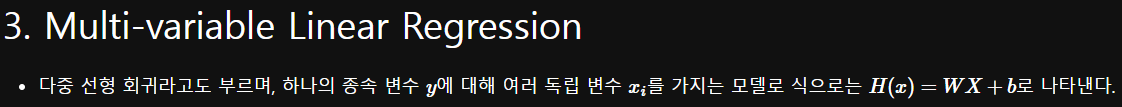 3. Multi-variable Linear Regression
• 다중 선형 회귀라고도 부르며, 하나의 종속 변수 y에 대해 여러 독립 변수 xᵢ를 가지는 모델로 식으로는 H(x) = WX + b로 나타낸다.